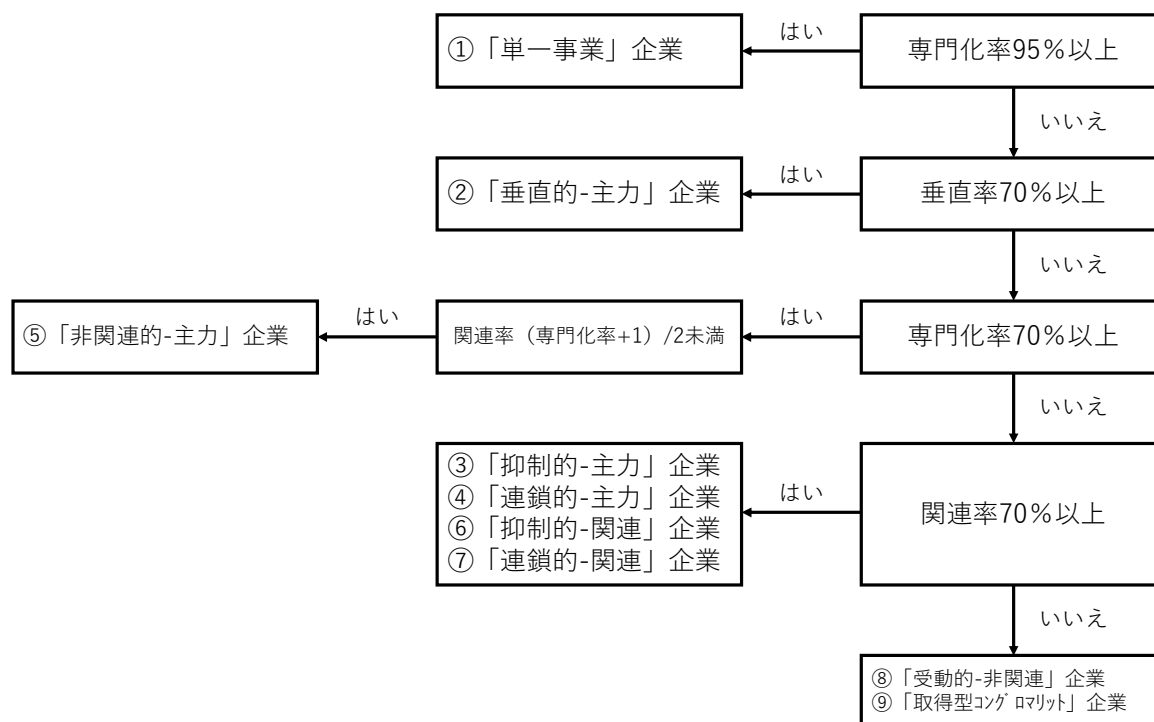 ①「単一事業」企業
はい
専門化率95%以上
いいえ
②「垂直的-主力」企業
はい
垂直率70%以上
いいえ
⑤「非関連的-主力」企業
はい
関連率（専門化率+1）/2未満
はい
専門化率70%以上
いいえ
③「抑制的-主力」企業
④「連鎖的-主力」企業
⑥「抑制的-関連」企業
⑦「連鎖的-関連」企業
はい
関連率70%以上
いいえ
⑧「受動的-非関連」企業
⑨「取得型ｺﾝｸﾞﾛﾏﾘｯﾄ」企業